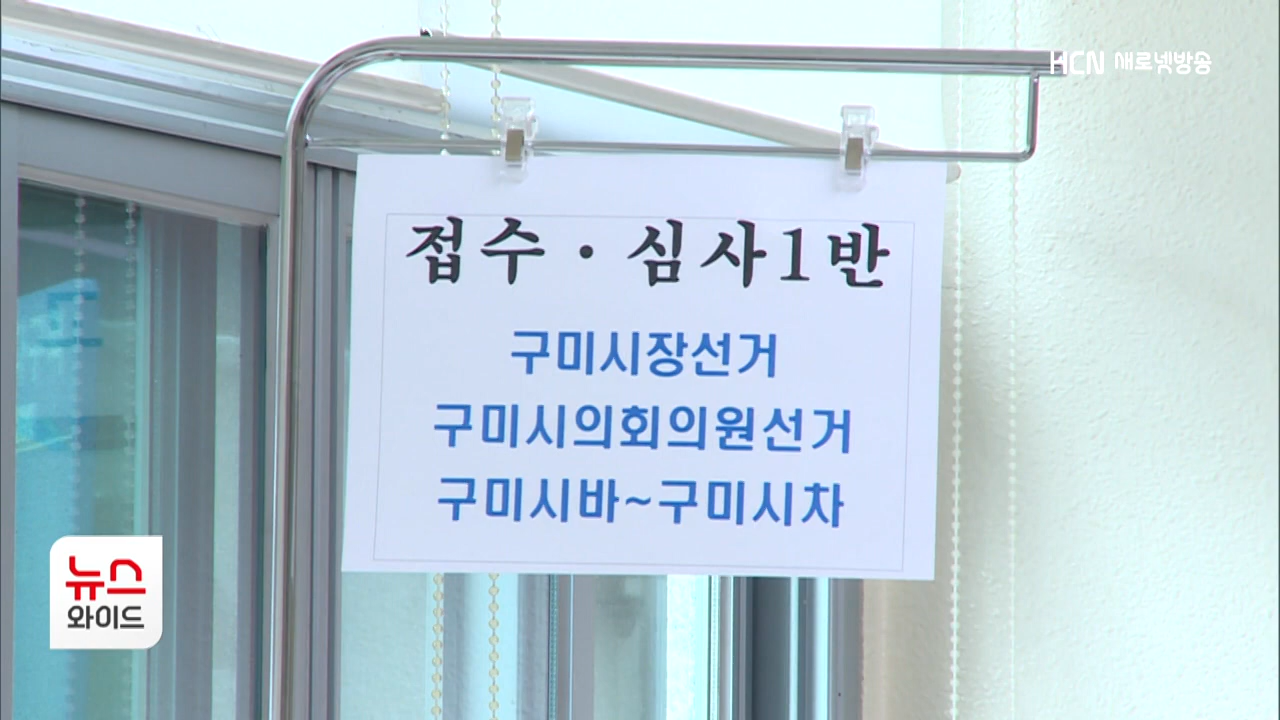 HCN 새로넷방송
접수·심사1반
구미시장선거
구미시의회의원선거
구미시바~구미시차
뉴스
와이드